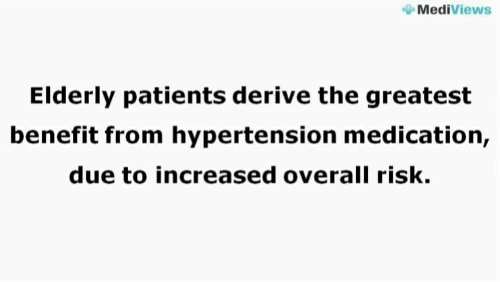 MediViews
Elderly patients derive the greatest
benefit from hypertension medication,
due to increased overall risk.